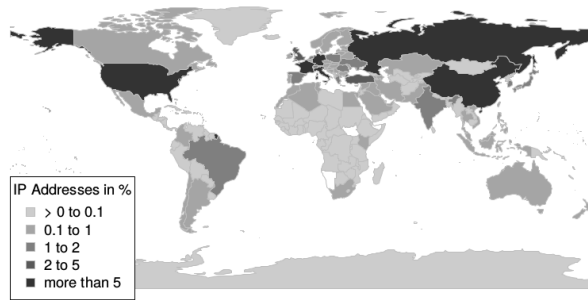 IP Addresses in %
> 0 to 0.1
0.1 to 1
1 to 2
2 to 5
more than 5